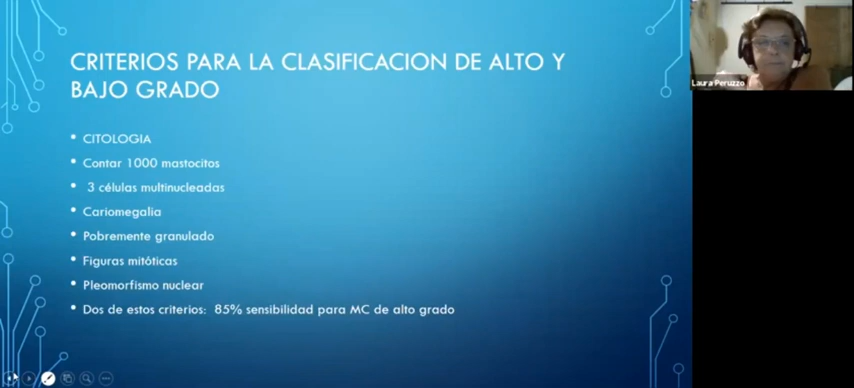 CRITERIOS PARA LA CLASIFICACION DE ALTO Y
BAJO GRADO
• CITOLOGIA
• Contar 1000 mastocitos
• 3 células multinucleadas
• Cariomegalia
• Pobremente granulado
• Figuras mitóticas
• Pleomorfismo nuclear
• Dos de estos criterios: 85% sensibilidad para MC de alto grado
Laura Peruzzo